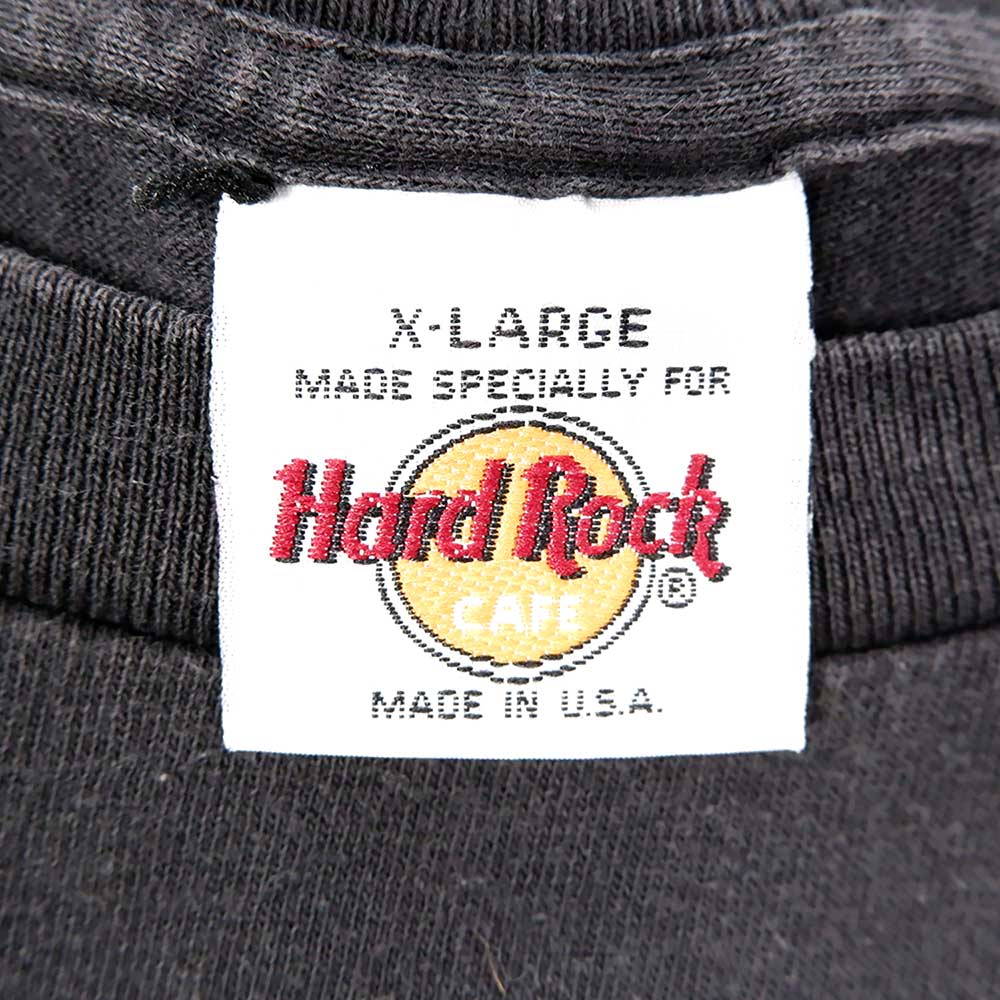 X-LARGE
MADE SPECIALLY FOR
Hard Rock
®
CAFE
MADE IN U.S.A.